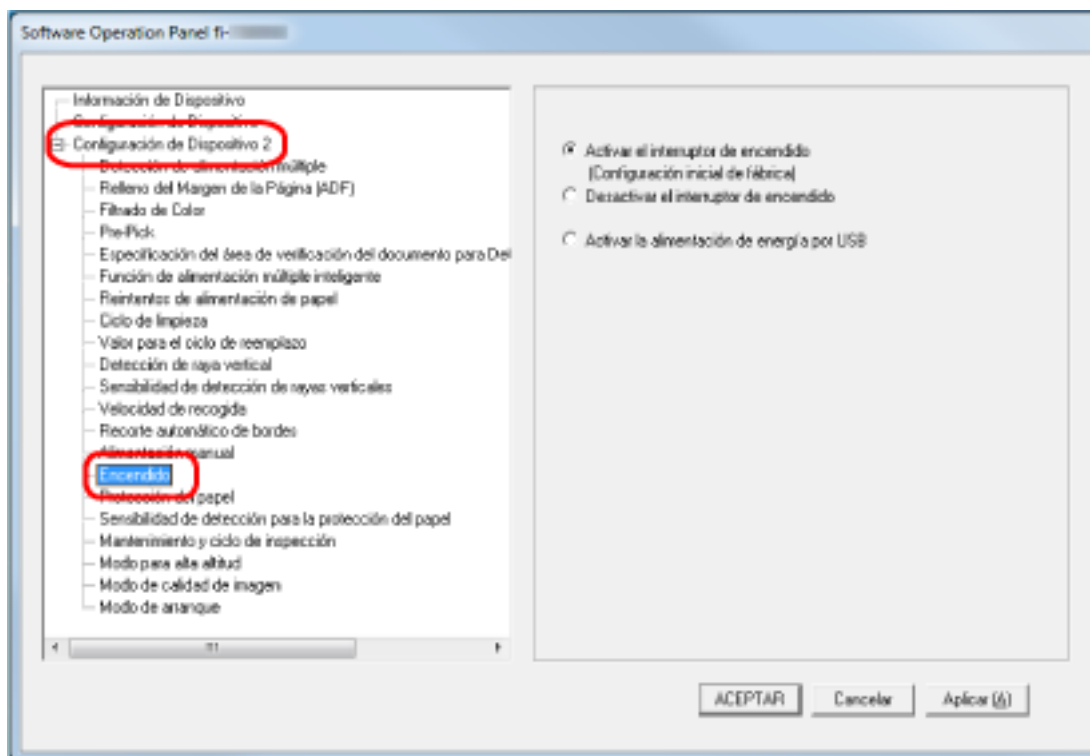 Software Operation Panel fi-
Información de Dispositivo
Configuración de Dispositivo
Configuración de Dispositivo 2
Detección de alimentación múltiple
Relleno del Margen de la Página (ADF)
Filtrado de Color
Pre-Pick
Especificación del área de verificación del documento para Det
Función de alimentación múltiple inteligente
Reintentos de alimentación de papel
Ciclo de limpieza
Valor para el ciclo de reemplazo
Detección de raya vertical
Sensibilidad de detección de rayas verticales
Velocidad de recogida
Recorte automático de bordes
Alimentación manual
Encendido
Protección del papel
Sensibilidad de detección para la protección del papel
Mantenimiento y ciclo de inspección
Modo para alta altitud
Modo de calidad de imagen
Modo de arranque
Activar el interruptor de encendido
(Configuración inicial de fábrica)
Desactivar el interruptor de encendido
Activar la alimentación de energía por USB
ACEPTAR
Cancelar
Aplicar (A)